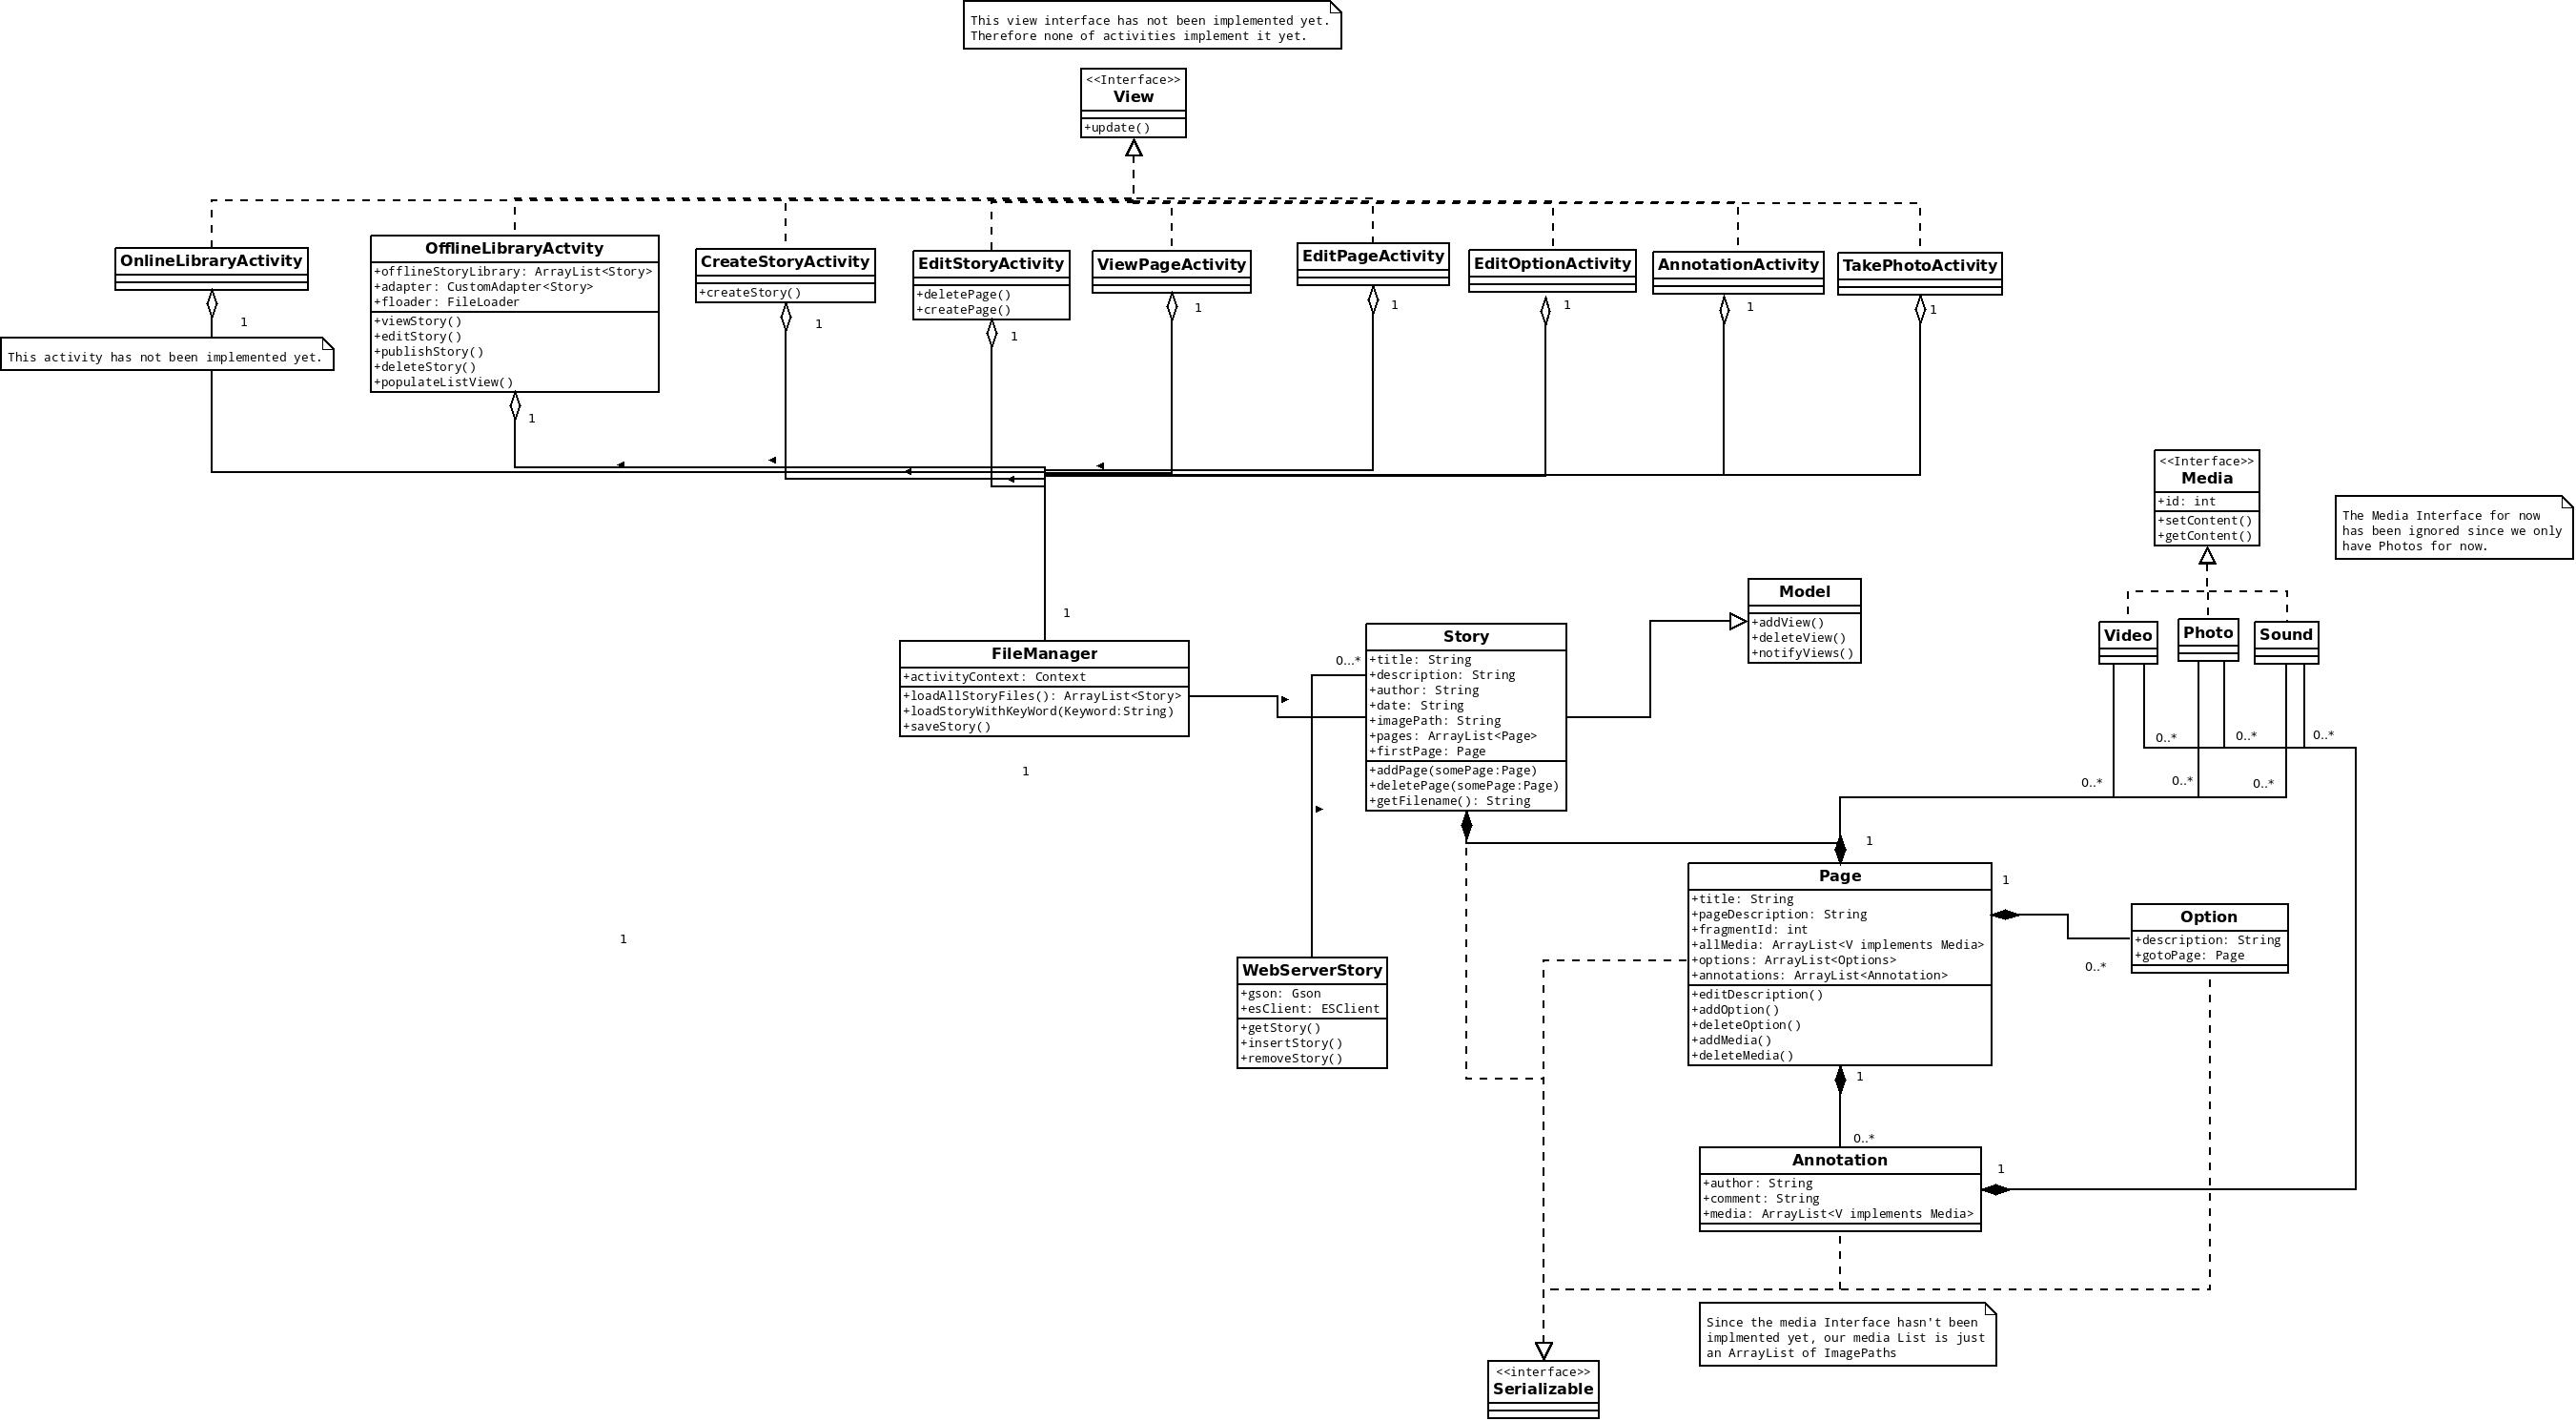 This view interface has not been implemented yet.
Therefore none of activities implement it yet.
<<Interface>>
View
+update()
OnlineLibraryActivity
1
This activity has not been implemented yet.
OfflineLibraryActvity
+offlineStoryLibrary: ArrayList<Story>
+adapter: CustomAdapter<Story>
+floader: FileLoader
+viewStory()
+editStory()
+publishStory()
+deleteStory()
+populateListView()
1
CreateStoryActivity
+createStory()
1
EditStoryActivity
+deletePage()
+createPage()
1
ViewPageActivity
1
EditPageActivity
1
EditOptionActivity
1
AnnotationActivity
1
TakePhotoActivity
1
<<Interface>>
Media
+id: int
+setContent()
+getContent()
The Media Interface for now
has been ignored since we only
have Photos for now.
Model
+addView()
+deleteView()
+notifyViews()
Video
Photo
Sound
0..*
0..*
0..*
0..*
0..*
0..*
1
FileManager
+activityContext: Context
+loadAllStoryFiles(): ArrayList<Story>
+loadStoryWithKeyWord(Keyword:String)
+saveStory()
1
1
0...*
Story
+title: String
+description: String
+author: String
+date: String
+imagePath: String
+pages: ArrayList<Page>
+firstPage: Page
+addPage(somePage:Page)
+deletePage(somePage:Page)
+getFilename(): String
WebServerStory
+gson: Gson
+esClient: ESClient
+getStory()
+insertStory()
+removeStory()
1
Page
+title: String
+pageDescription: String
+fragmentId: int
+allMedia: ArrayList<V implements Media>
+options: ArrayList<Options>
+annotations: ArrayList<Annotation>
+editDescription()
+addOption()
+deleteOption()
+addMedia()
+deleteMedia()
1
0..*
Option
+description: String
+gotoPage: Page
1
0..*
Annotation
+author: String
+comment: String
+media: ArrayList<V implements Media>
1
Since the media Interface hasn't been
implmented yet, our media List is just
an ArrayList of ImagePaths
<<interface>>
Serializable